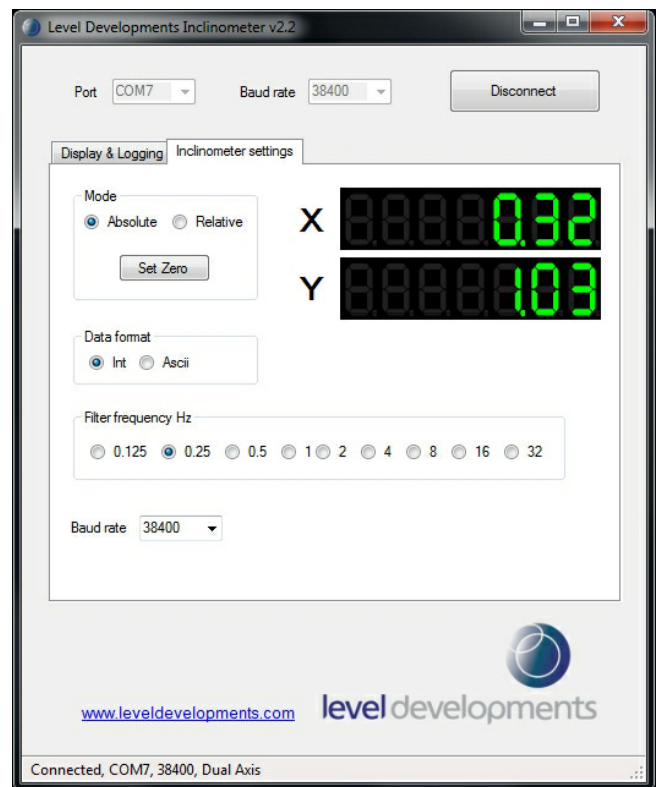 Level Developments Inclinometer v2.2
Port COM7 Baud rate 38400 Disconnect
Display & Logging Inclinometer settings
Mode
Absolute Relative
Set Zero
X 0.32
Y 1.03
Data format
Int Ascii
Filter frequency Hz
0.125 0.25 0.5 1 2 4 8 16 32
Baud rate 38400
www.leveldevelopments.com
level developments
Connected, COM7, 38400, Dual Axis